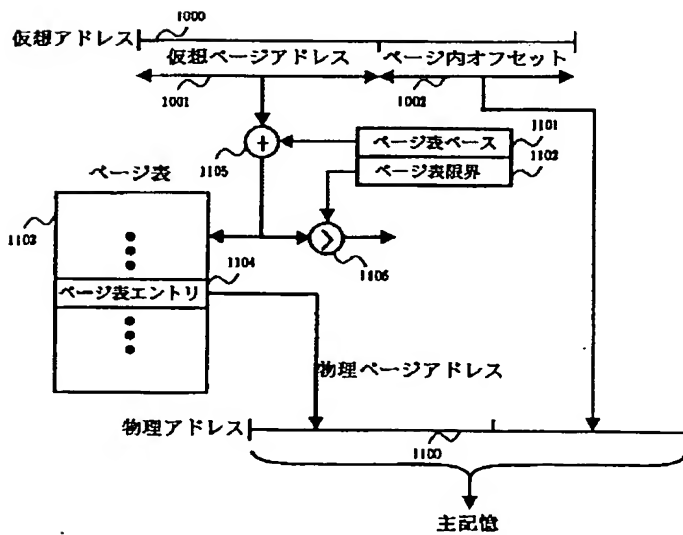 1000
仮想アドレス
仮想ページアドレス
ページ内オフセット
1001
1002
1101
+
ページ表ベース
1102
1105
ページ表
ページ表限界
1103
>
1104
1106
ページ表エントリ
物理ページアドレス
物理アドレス
1100
主記憶